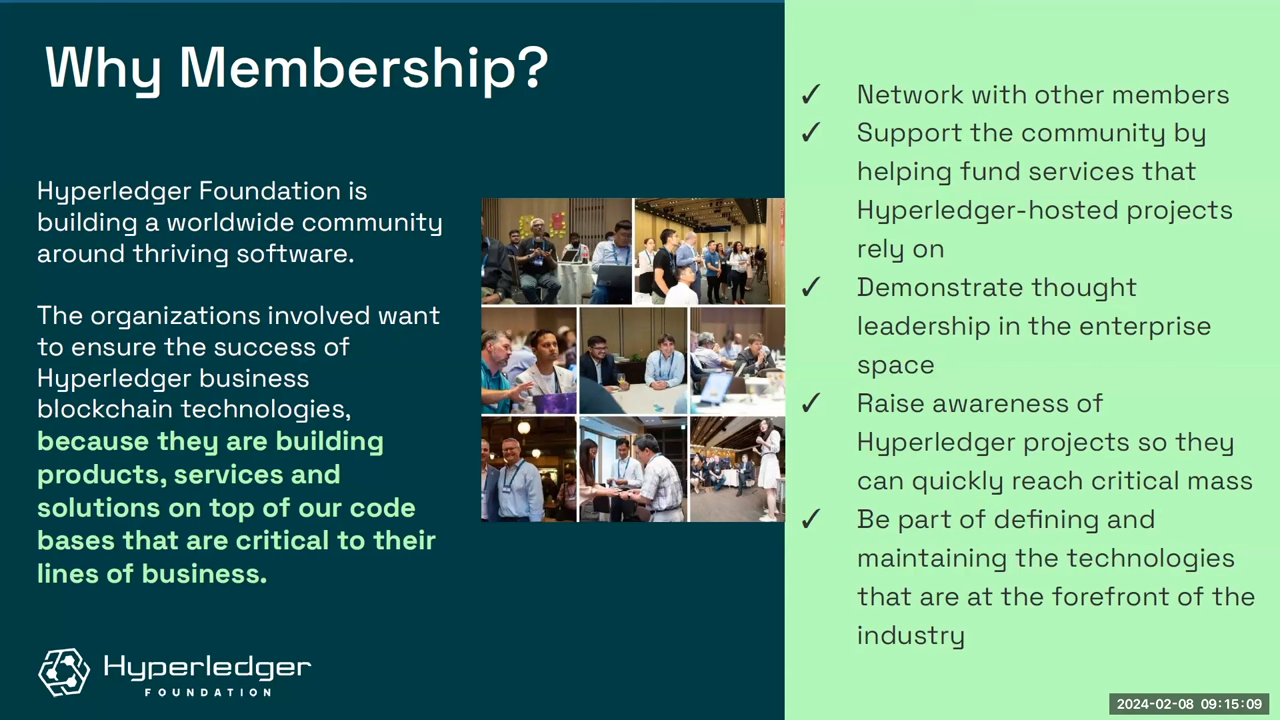 Why Membership?
Hyperledger Foundation is
building a worldwide community
around thriving software.
The organizations involved want
to ensure the success of
Hyperledger business
blockchain technologies,
because they are building
products, services and
solutions on top of our code
bases that are critical to their
lines of business.
Hyperledger
FOUNDATION
✓ Network with other members
✓ Support the community by
helping fund services that
Hyperledger-hosted projects
rely on
✓ Demonstrate thought
leadership in the enterprise
space
✓ Raise awareness of
Hyperledger projects so they
can quickly reach critical mass
✓ Be part of defining and
maintaining the technologies
that are at the forefront of the
industry
2024-02-08 09:15:09